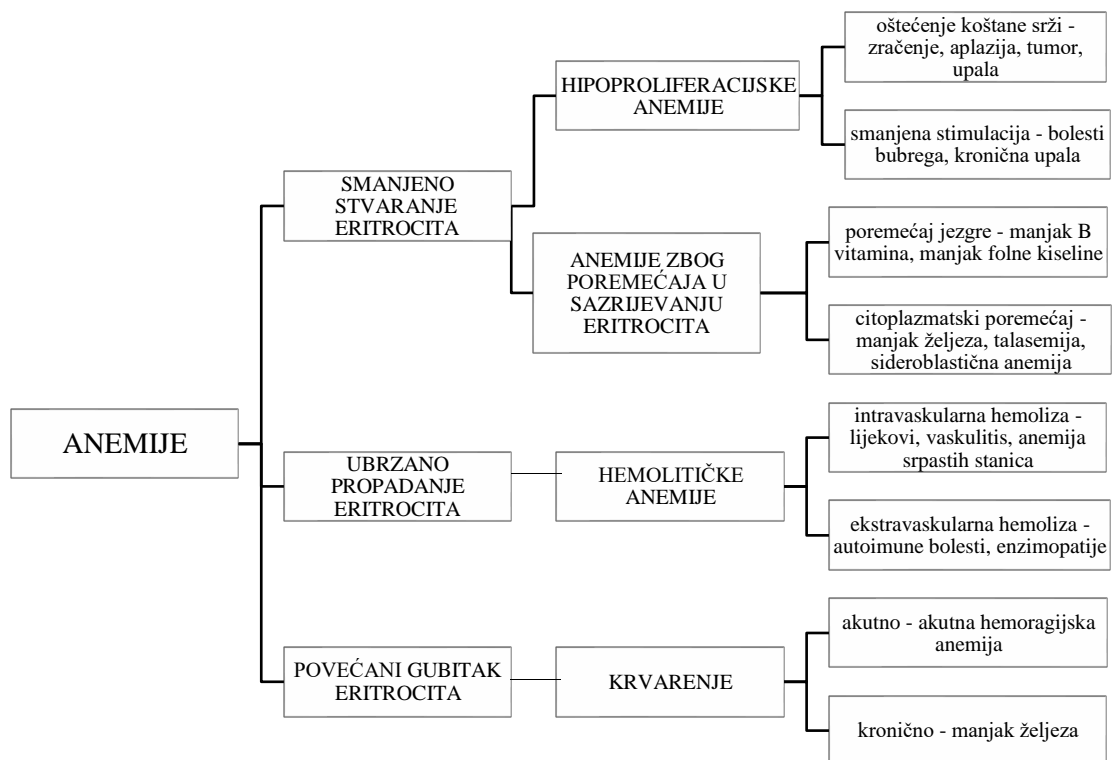 oštećenje koštane srži -
zračenje, aplazija, tumor,
upala
HIPOPROLIFERACIJSKE
ANEMIJE
smanjena stimulacija - bolesti
bubrega, kronična upala
SMANJENO
STVARANJE
ERITROCITA
poremećaj jezgre - manjak B
vitamina, manjak folne kiseline
ANEMIJE ZBOG
POREMEĆAJA U
SAZRIJEVANJU
ERITROCITA
citoplazmatski poremećaj -
manjak željeza, talasemija,
sideroblastična anemija
ANEMIJE
intravaskularna hemoliza -
lijekovi, vaskulitis, anemija
srpastih stanica
UBRZANO
PROPADANJE
ERITROCITA
HEMOLITIČKE
ANEMIJE
ekstravaskularna hemoliza -
autoimune bolesti, enzimopatije
akutno - akutna hemoragijska
anemija
POVEĆANI GUBITAK
ERITROCITA
KRVARENJE
kronično - manjak željeza